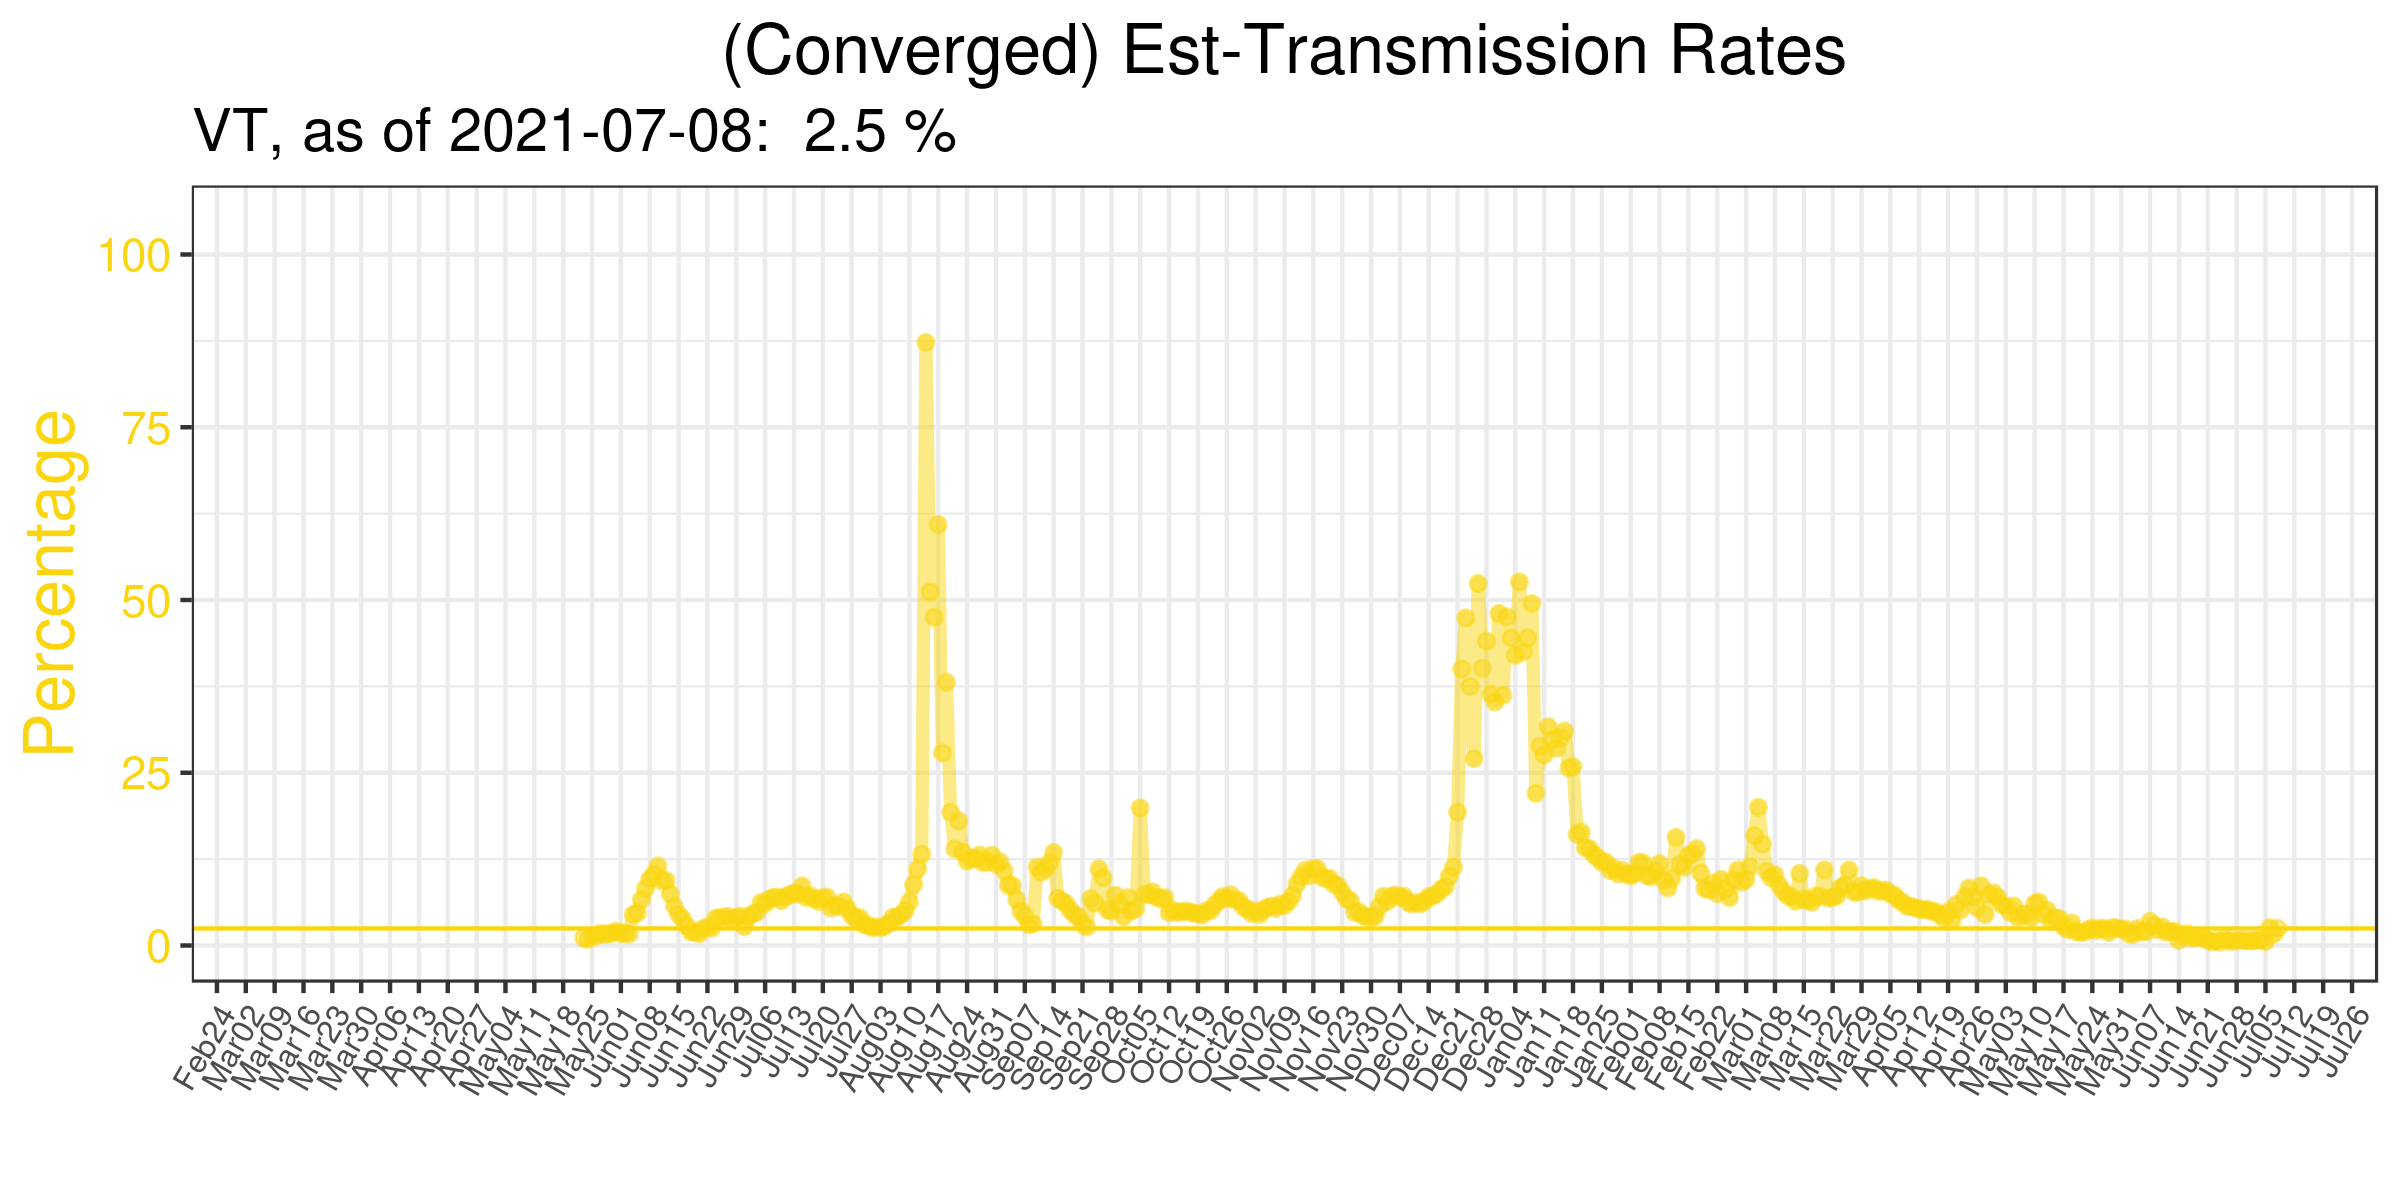 (Converged) Est-Transmission Rates
VT, as of 2021-07-08:  2.5 %
Percentage
100
75
50
25
0
Feb24
Mar02
Mar09
Mar16
Mar23
Mar30
Apr06
Apr13
Apr20
Apr27
May04
May11
May18
May25
Jun01
Jun08
Jun15
Jun22
Jun29
Jul06
Jul13
Jul20
Jul27
Aug03
Aug10
Aug17
Aug24
Aug31
Sep07
Sep14
Sep21
Sep28
Oct05
Oct12
Oct19
Oct26
Nov02
Nov09
Nov16
Nov23
Nov30
Dec07
Dec14
Dec21
Dec28
Jan04
Jan11
Jan18
Jan25
Feb01
Feb08
Feb15
Feb22
Mar01
Mar08
Mar15
Mar22
Mar29
Apr05
Apr12
Apr19
Apr26
May03
May10
May17
May24
May31
Jun07
Jun14
Jun21
Jun28
Jul05
Jul12
Jul19
Jul26